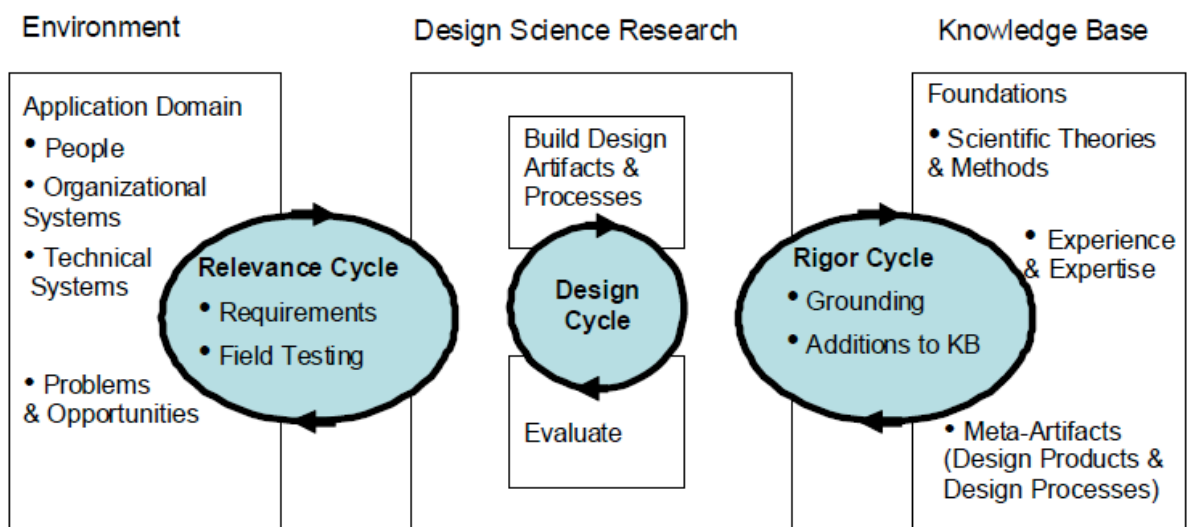 Environment
Design Science Research
Knowledge Base
Application Domain
• People
• Organizational
Systems
• Technical
Systems
• Problems
& Opportunities
Relevance Cycle
• Requirements
• Field Testing
Build Design
Artifacts &
Processes
Design
Cycle
Evaluate
Rigor Cycle
• Grounding
• Additions to KB
Foundations
• Scientific Theories
& Methods
• Experience
& Expertise
• Meta-Artifacts
(Design Products &
Design Processes)